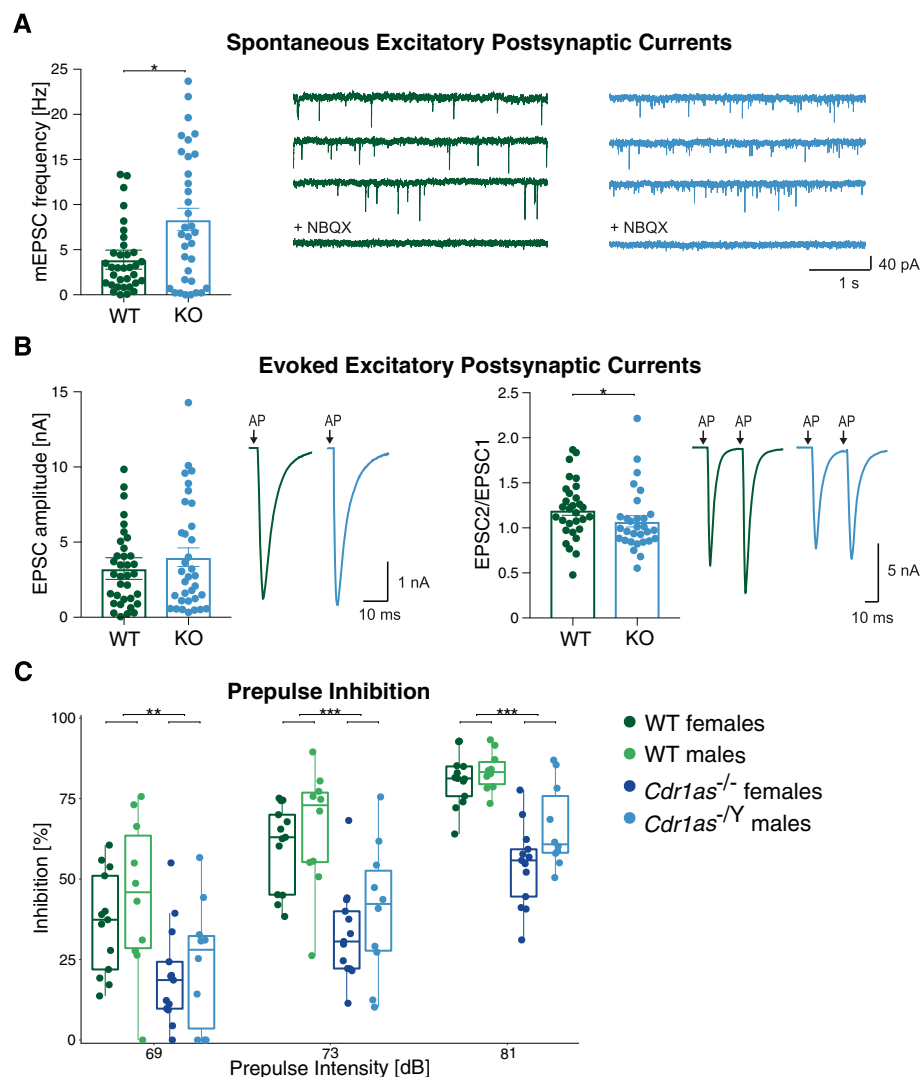 A
Spontaneous Excitatory Postsynaptic Currents
mEPSC frequency [Hz]
25
20
15
10
5
0
*
WT
KO
+ NBQX
+ NBQX
40 pA
1 s
B
Evoked Excitatory Postsynaptic Currents
EPSC amplitude [nA]
15
10
5
0
WT
KO
AP
AP
1 nA
10 ms
EPSC2/EPSC1
2.5
2.0
1.5
1.0
0.5
0
*
WT
KO
AP
AP
AP
AP
5 nA
10 ms
C
Prepulse Inhibition
Inhibition [%]
100
75
50
25
0
**
***
***
69
73
81
Prepulse Intensity [dB]
WT females
WT males
Cdr1as-/- females
Cdr1as-/Y males